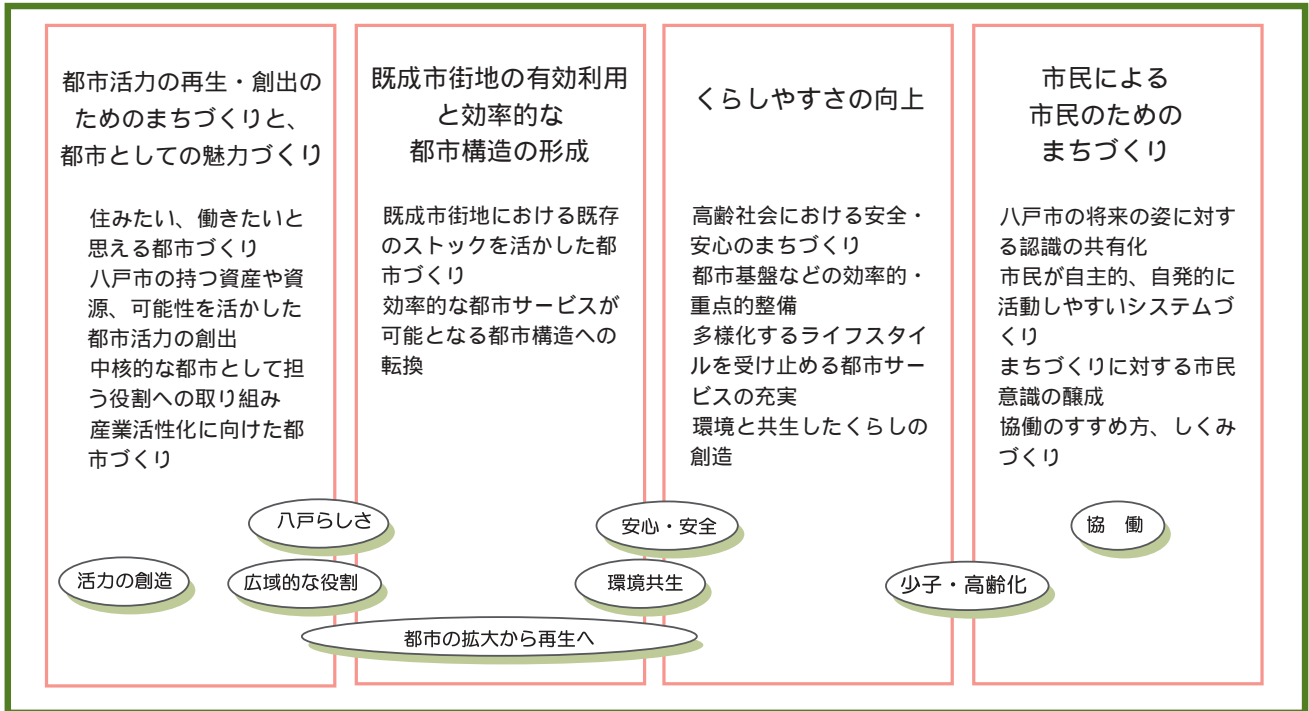 都市活力の再生・創出の
ためのまちづくりと、
都市としての魅力づくり
住みたい、働きたいと
思える都市づくり
八戸市の持つ資産や資
源、可能性を活かした
都市活力の創出
中核的な都市として担
う役割への取り組み
産業活性化に向けた都
市づくり
既成市街地の有効利用
と効率的な
都市構造の形成
既成市街地における既存
のストックを活かした都
市づくり
効率的な都市サービスが
可能となる都市構造への
転換
くらしやすさの向上
高齢社会における安全・
安心のまちづくり
都市基盤などの効率的・
重点的整備
多様化するライフスタイ
ルを受け止める都市サー
ビスの充実
環境と共生したくらしの
創造
市民による
市民のための
まちづくり
八戸市の将来の姿に対す
る認識の共有化
市民が自主的、自発的に
活動しやすいシステムづ
くり
まちづくりに対する市民
意識の醸成
協働のすすめ方、しくみ
づくり
八戸らしさ
安心・安全
協　働
活力の創造
広域的な役割
環境共生
少子・高齢化
都市の拡大から再生へ